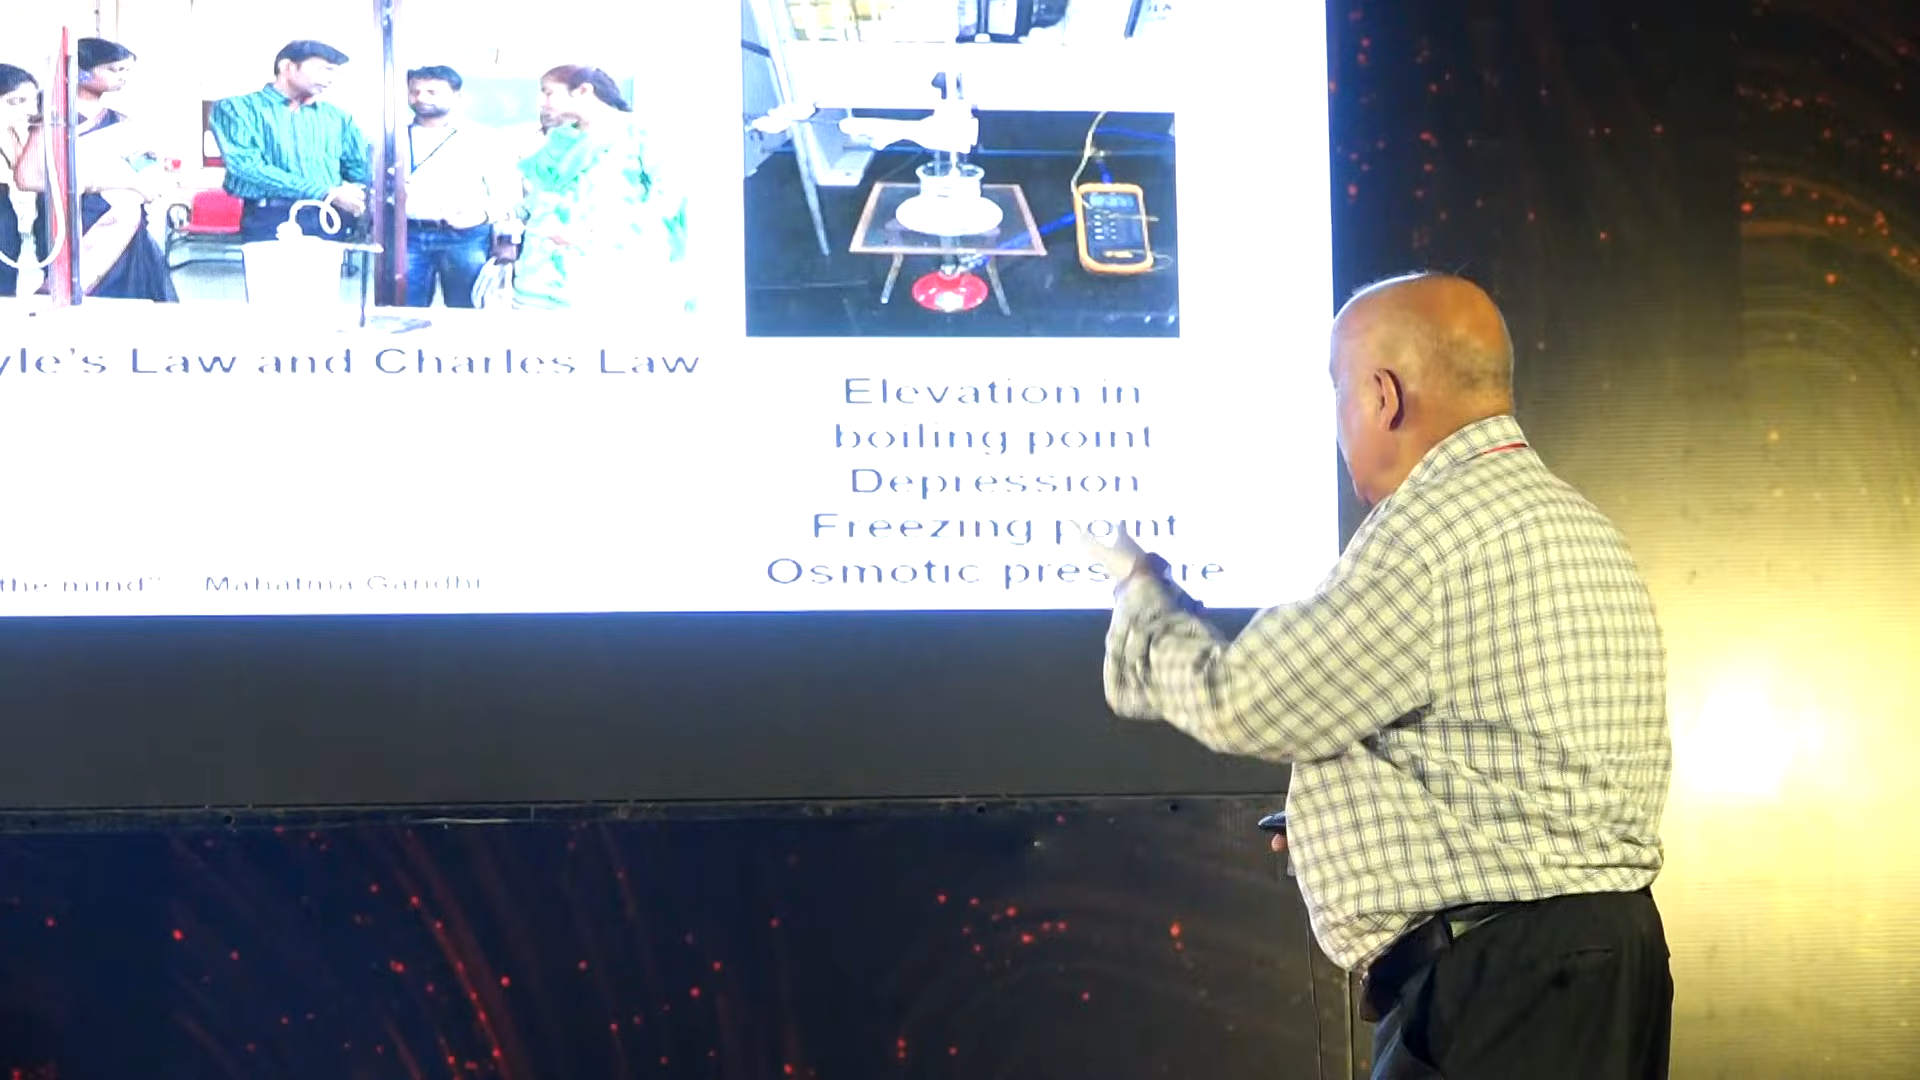 yle's Law and Charles Law
Elevation in
boiling point
Depression
Freezing point
Osmotic pres re
the mind" Mahatma Gandhi